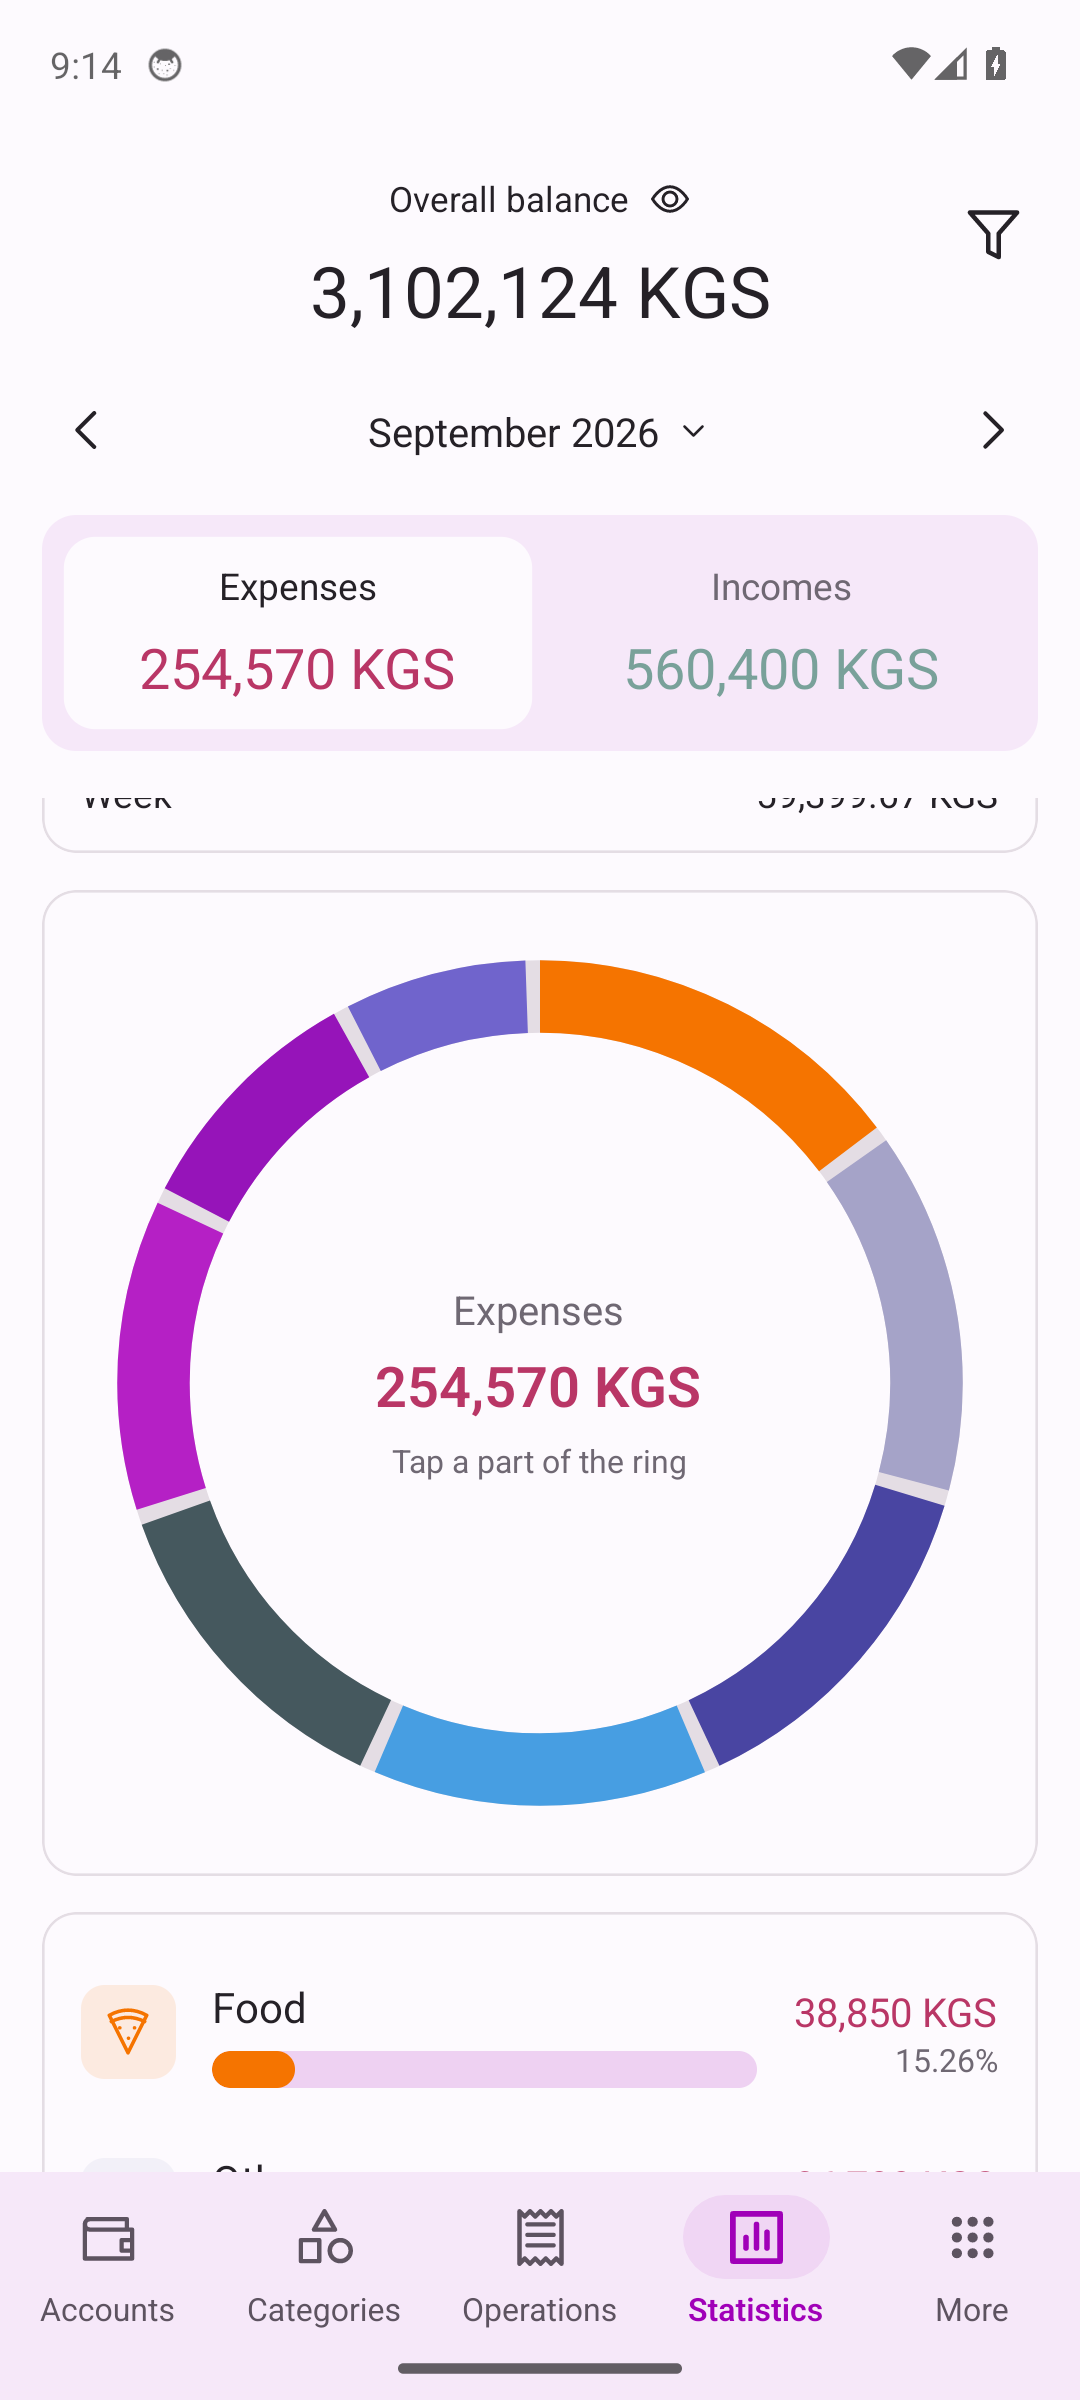 9:14
Overall balance
3,102,124 KGS
September 2026
Expenses
254,570 KGS
Incomes
560,400 KGS
Week
KGS
Expenses
254,570 KGS
Tap a part of the ring
Food
38,850 KGS
15.26%
Accounts
Categories
Operations
Statistics
More